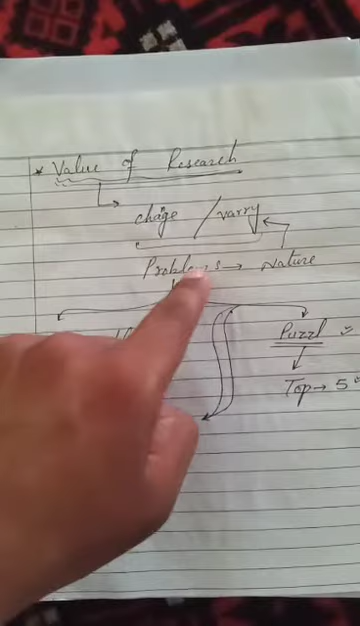 * Value of Research
→ chage / varry
Problems → Nature
Puzzl
Top → 5